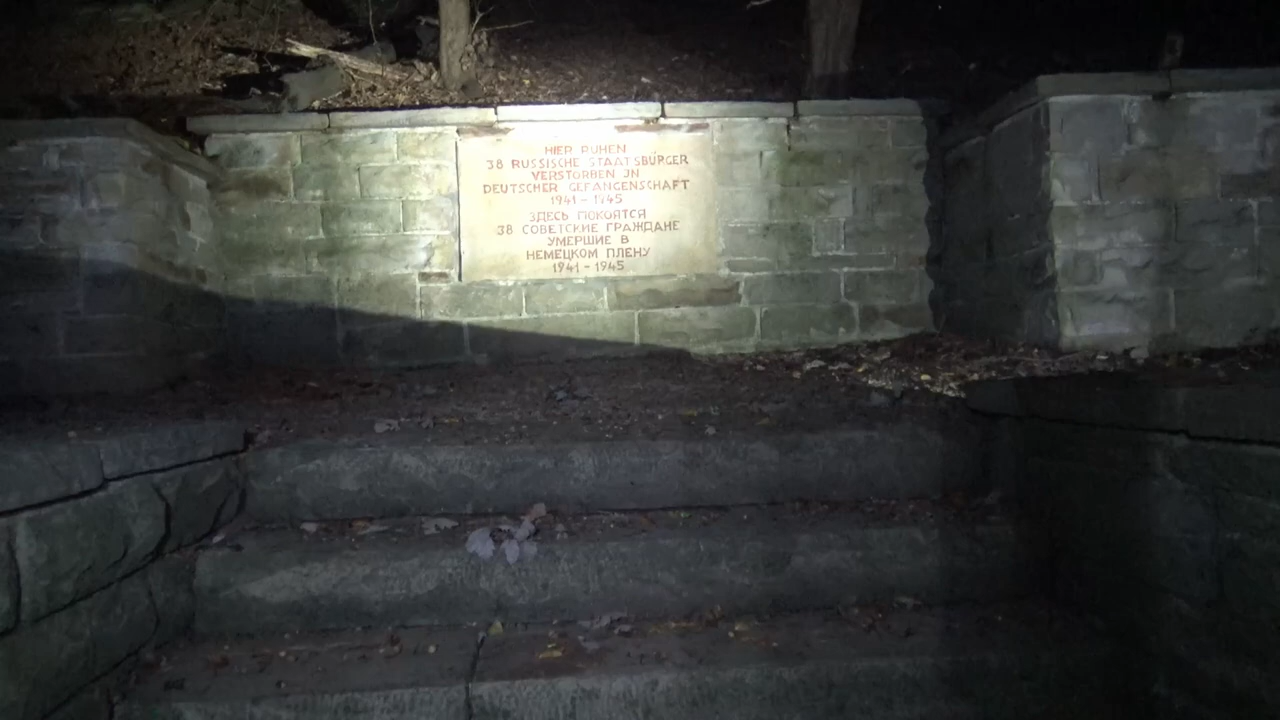 HIER RUHEN
38 RUSSISCHE STAATSBÜRGER
VERSTORBEN JN
DEUTSCHER GEFANGENSCHAFT
1941 - 1945
ЗДЕСЬ ПОКОЯТСЯ
38 СОВЕТСКИЕ ГРАЖДАНЕ
УМЕРШИЕ В
НЕМЕЦКОМ ПЛЕНУ
1941 - 1945